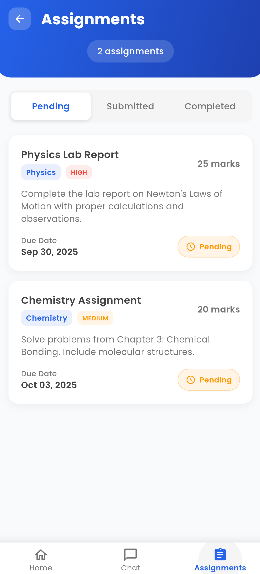 Assignments
2 assignments
Pending Submitted Completed
Physics Lab Report
25 marks
Physics HIGH
Complete the lab report on Newton's Laws of
Motion with proper calculations and
observations.
Due Date
Sep 30, 2025
Pending
Chemistry Assignment
20 marks
Chemistry MEDIUM
Solve problems from Chapter 3: Chemical
Bonding. Include molecular structures.
Due Date
Oct 03, 2025
Pending
Home Chat Assignments